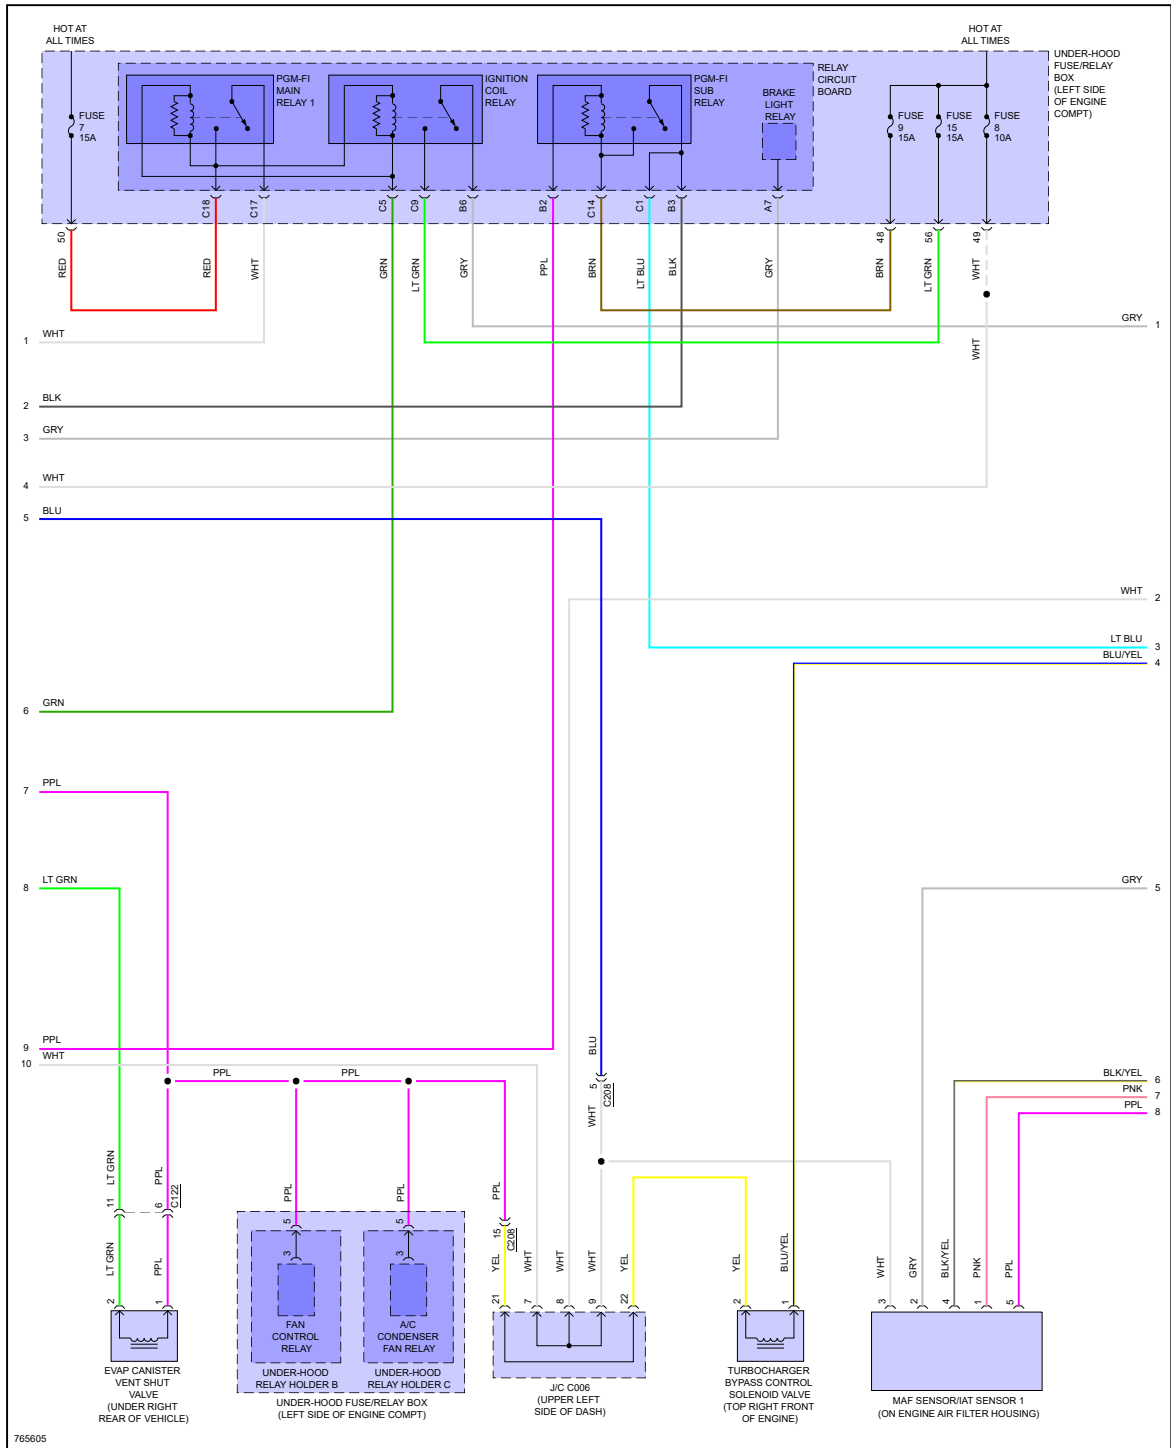 HOT AT
ALL TIMES
HOT AT
ALL TIMES
UNDER-HOOD
FUSE/RELAY
BOX
(LEFT SIDE
OF ENGINE
COMPT)
PGM-FI
MAIN
RELAY 1
IGNITION
COIL
RELAY
PGM-FI
SUB
RELAY
BRAKE
LIGHT
RELAY
RELAY
CIRCUIT
BOARD
FUSE
7
15A
FUSE
9
15A
FUSE
15
15A
FUSE
8
10A
50
C18
C17
C5
C9
B6
B2
C14
C1
B3
A7
48
56
49
RED
RED
WHT
GRN
LT GRN
GRY
PPL
BRN
LT BLU
BLK
GRY
BRN
LT GRN
WHT
WHT
1 WHT
GRY 1
2 BLK
3 GRY
4 WHT
5 BLU
WHT 2
LT BLU 3
BLU/YEL 4
6 GRN
7 PPL
8 LT GRN
GRY 5
9 PPL
10 WHT
PPL
PPL
BLU
5
C208
WHT
BLK/YEL 6
PNK 7
PPL 8
LT GRN
PPL
11
6
C122
LT GRN
PPL
2
1
PPL
PPL
5
5
3
3
PPL
15
C208
YEL
WHT
WHT
WHT
YEL
21
7
8
9
22
YEL
BLU/YEL
2
1
WHT
GRY
BLK/YEL
PNK
PPL
3
2
4
1
5
EVAP CANISTER
VENT SHUT
VALVE
(UNDER RIGHT
REAR OF VEHICLE)
FAN
CONTROL
RELAY
A/C
CONDENSER
FAN RELAY
UNDER-HOOD
RELAY HOLDER B
UNDER-HOOD
RELAY HOLDER C
UNDER-HOOD FUSE/RELAY BOX
(LEFT SIDE OF ENGINE COMPT)
J/C C006
(UPPER LEFT
SIDE OF DASH)
TURBOCHARGER
BYPASS CONTROL
SOLENOID VALVE
(TOP RIGHT FRONT
OF ENGINE)
MAF SENSOR/IAT SENSOR 1
(ON ENGINE AIR FILTER HOUSING)
765605